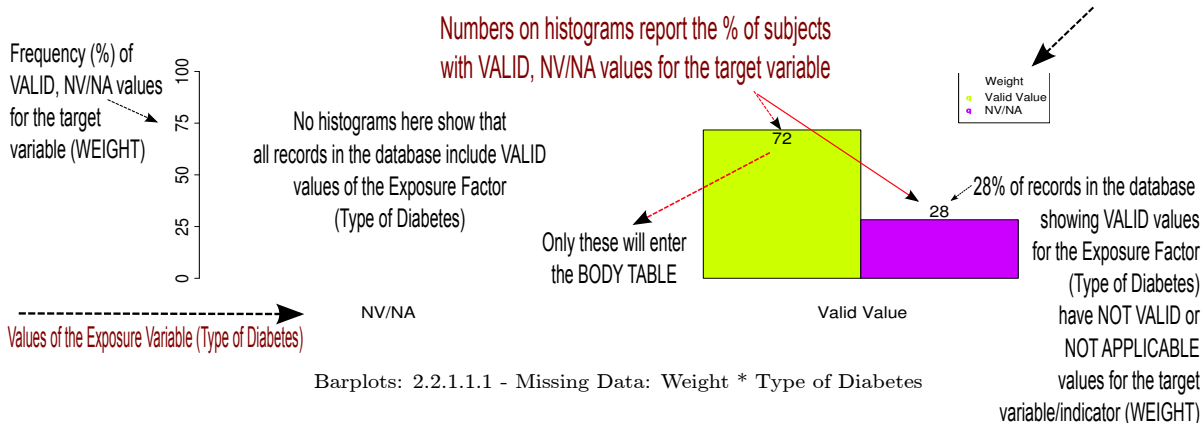 Numbers on histograms report the % of subjects
with VALID, NV/NA values for the target variable
Frequency (%) of
VALID, NV/NA values
for the target
variable (WEIGHT)
100
75
50
25
0
No histograms here show that
all records in the database include VALID
values of the Exposure Factor
(Type of Diabetes)
Only these will enter
the BODY TABLE
72
28
Weight
q Valid Value
q NV/NA
28% of records in the database
showing VALID values
for the Exposure Factor
(Type of Diabetes)
have NOT VALID or
NOT APPLICABLE
values for the target
variable/indicator (WEIGHT)
NV/NA
Valid Value
Values of the Exposure Variable (Type of Diabetes)
Barplots: 2.2.1.1.1 - Missing Data: Weight * Type of Diabetes